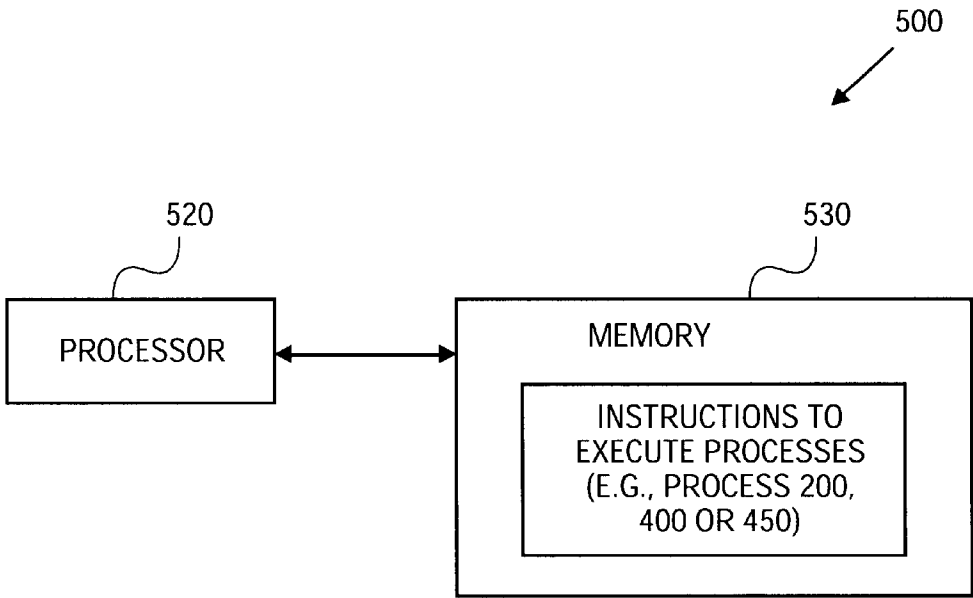 500
520
530
PROCESSOR
MEMORY
INSTRUCTIONS TO
EXECUTE PROCESSES
(E.G., PROCESS 200,
400 OR 450)